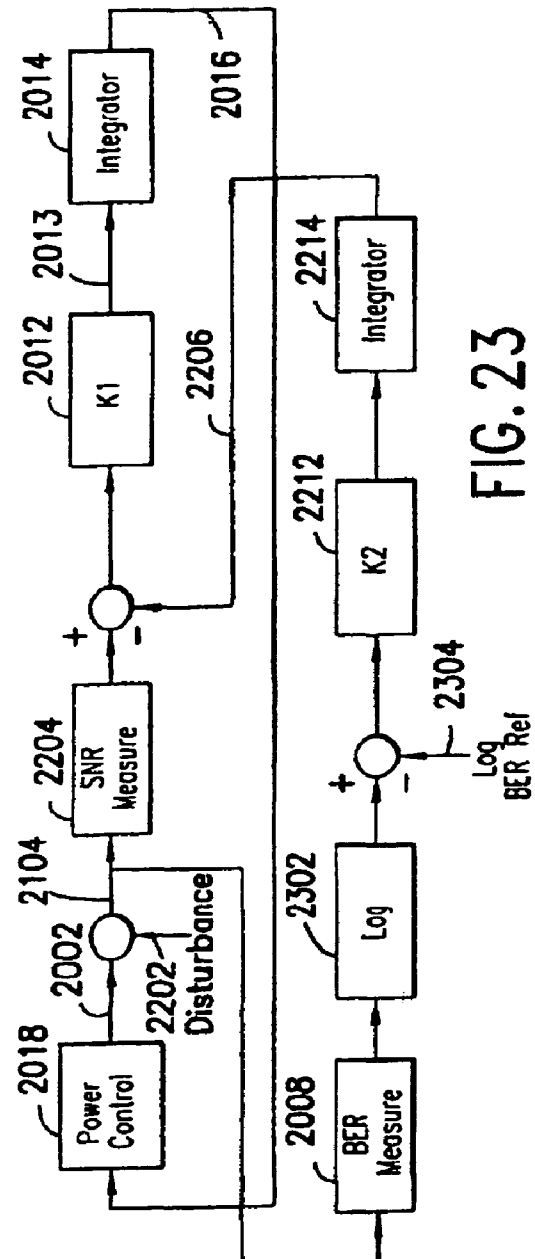 2018
Power
Control
2002
2104
2202
Disturbance
2204
SNR
Measure
+
-
2206
2012
K1
2013
2014
Integrator
2016
2008
BER
Measure
2302
Log
+
-
2304
Log
BER Ref
2212
K2
2214
Integrator
FIG. 23